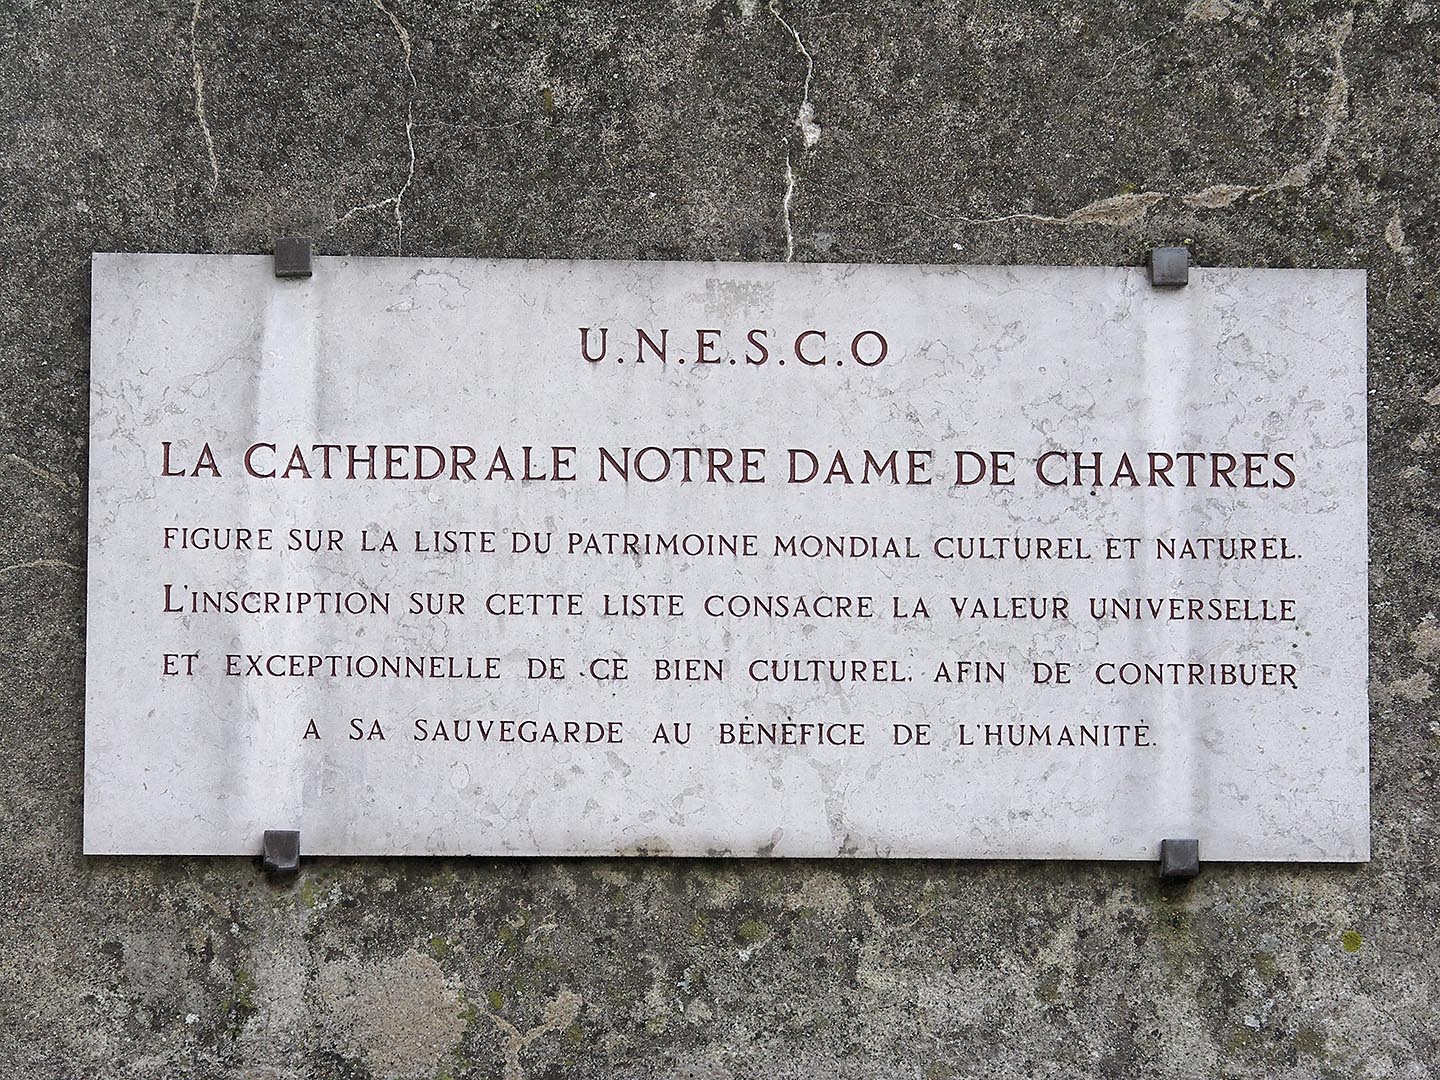 U.N.E.S.C.O
LA CATHEDRALE NOTRE DAME DE CHARTRES
FIGURE SUR LA LISTE DU PATRIMOINE MONDIAL CULTUREL ET NATUREL.
L'INSCRIPTION SUR CETTE LISTE CONSACRE LA VALEUR UNIVERSELLE
ET EXCEPTIONNELLE DE CE BIEN CULTUREL, AFIN DE CONTRIBUER
A SA SAUVEGARDE AU BÉNÉFICE DE L'HUMANITÉ.